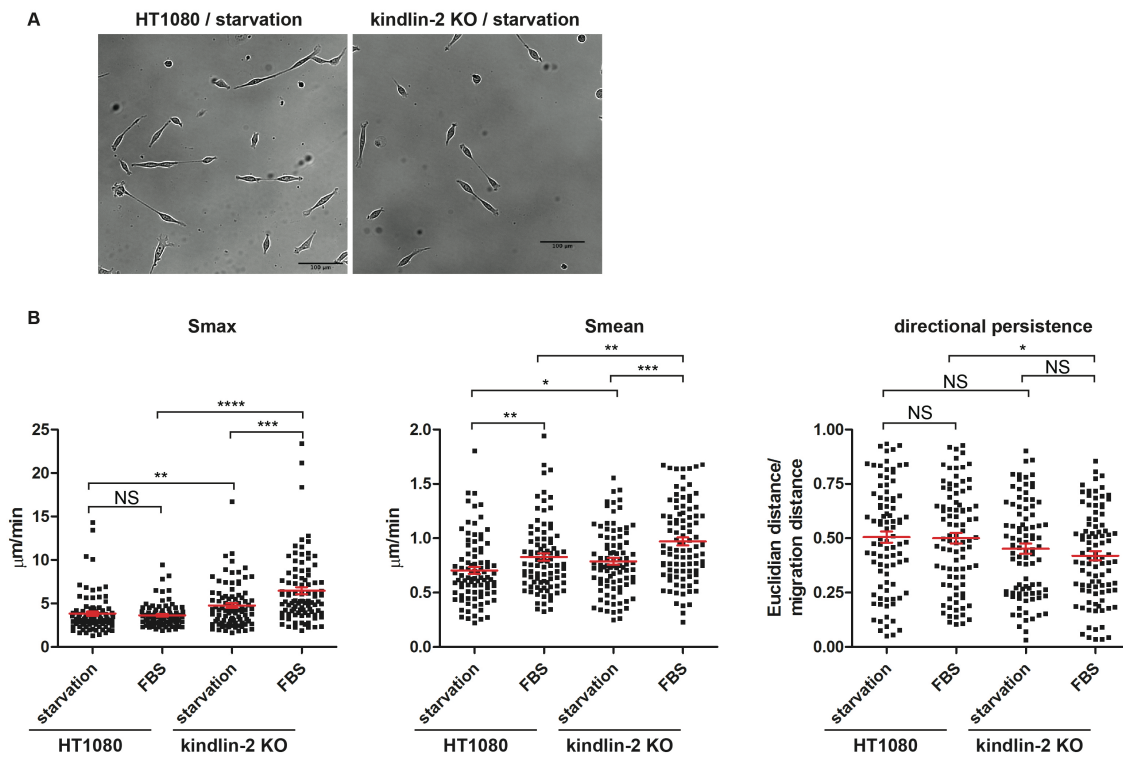 A
HT1080 / starvation
kindlin-2 KO / starvation
100 µm
100 µm
B
Smax
Smean
directional persistence
**
*
***
NS
*
NS
**
NS
****
***
**
NS
25
20
15
10
5
0
µm/min
2.0
1.5
1.0
0.5
0.0
µm/min
1.00
0.75
0.50
0.25
0.00
Euclidian distance/
migration distance
starvation
FBS
starvation
FBS
HT1080
kindlin-2 KO
starvation
FBS
starvation
FBS
HT1080
kindlin-2 KO
starvation
FBS
starvation
FBS
HT1080
kindlin-2 KO